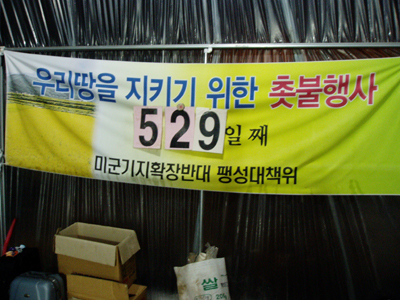 우리땅을 지키기 위한 촛불행사
529일째
미군기지확장반대 팽성대책위
쌀